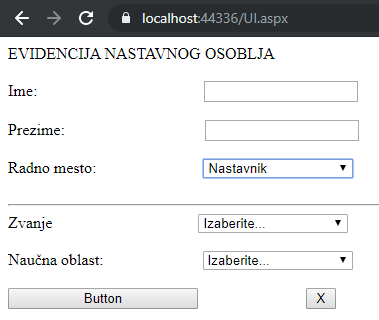 localhost:44336/UI.aspx
EVIDENCIJA NASTAVNOG OSOBLJA
Ime:
Prezime:
Radno mesto: Nastavnik
Zvanje Izaberite...
Naučna oblast: Izaberite...
Button X